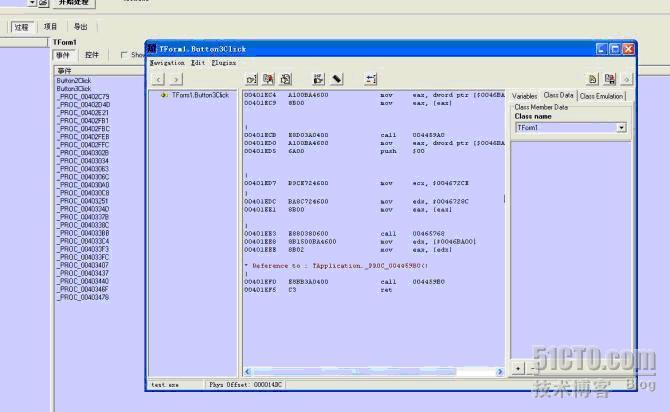 开始处理
过程 项目 导出
TForm1
事件 控件 Show
事件
Button2Click
Button3Click
_PROC_00402C79
_PROC_00402D4D
_PROC_00402E21
_PROC_00402FB1
_PROC_00402FBC
_PROC_00402FEB
_PROC_00402FFC
_PROC_0040302B
_PROC_00403034
_PROC_00403063
_PROC_0040306C
_PROC_004030A0
_PROC_004030C8
_PROC_00403251
_PROC_0040334D
_PROC_0040337B
_PROC_0040338C
_PROC_004033BB
_PROC_004033C4
_PROC_004033F3
_PROC_004033FC
_PROC_00403407
_PROC_00403437
_PROC_00403440
_PROC_0040346F
_PROC_00403478
TForm1.Button3Click
Navigation Edit Plugins
TForm1.Button3Click
00401EC4 A100BA4600 mov eax, dword ptr [$0046BA
00401EC9 8B00 mov eax, [eax]
|
00401ECB E8D03A0400 call 004459A0
00401ED0 A100BA4600 mov eax, dword ptr [$0046BA
00401ED5 6A00 push $00
|
00401ED7 B9CE724600 mov ecx, $004672CE
|
00401EDC BA8C724600 mov edx, $0046728C
00401EE1 8B00 mov eax, [eax]
|
00401EE3 E880380600 call 00465768
00401EE8 8B1500BA4600 mov edx, [$0046BA00]
00401EEE 8B02 mov eax, [edx]
* Reference to : TApplication._PROC_004459B0()
|
00401EF0 E8BB3A0400 call 004459B0
00401EF5 C3 ret
Variables Class Data Class Emulation
Class Member Data
Class name
TForm1
test.exe Phys Offset: 000014BC
51CTO.com
技术博客 Blog